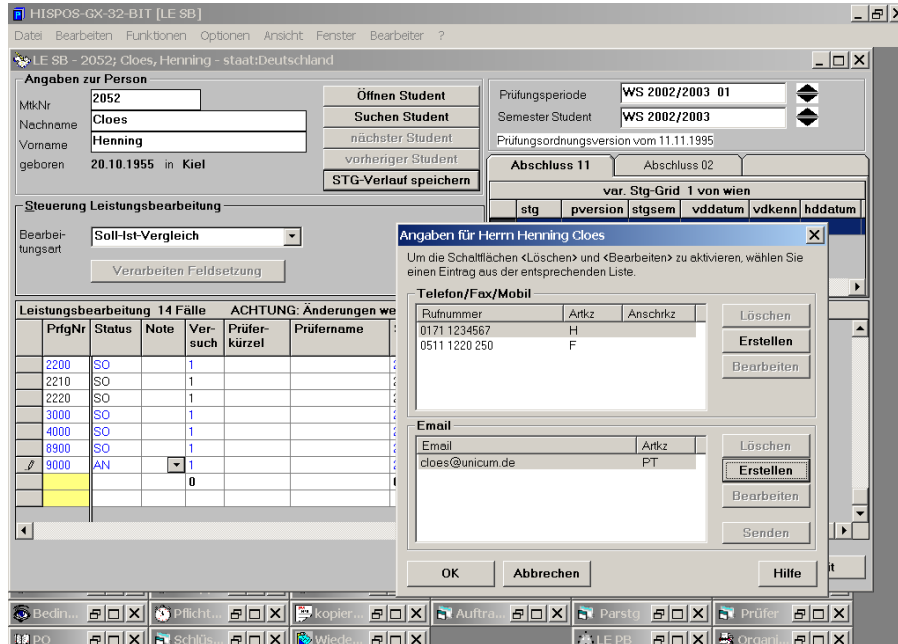 HISPOS-GX-32-BIT [LE SB]
Datei Bearbeiten Funktionen Optionen Ansicht Fenster Bearbeiter ?
LE SB - 2052; Cloes, Henning - staat:Deutschland
Angaben zur Person
MtkNr 2052
Nachname Cloes
Vorname Henning
geboren 20.10.1955 in Kiel
Öffnen Student
Suchen Student
nächster Student
vorheriger Student
STG-Verlauf speichern
Prüfungsperiode WS 2002/2003 01
Semester Student WS 2002/2003
Prüfungsordnungsversion vom 11.11.1995
Abschluss 11 Abschluss 02
var. Stg-Grid 1 von wien
stg pversion stgsem vddatum vdkenn hddatum
Steuerung Leistungsbearbeitung
Bearbei-
tungsart
Soll-Ist-Vergleich
Verarbeiten Feldsetzung
Leistungsbearbeitung 14 Fälle ACHTUNG: Änderungen we
PrfgNr Status Note Ver- Prüfer- Prüfername
such kürzel
2200 SO 1
2210 SO 1
2220 SO 1
3000 SO 1
4000 SO 1
8900 SO 1
9000 AN 1
0
Angaben für Herrn Henning Cloes
Um die Schaltflächen <Löschen> und <Bearbeiten> zu aktivieren, wählen Sie
einen Eintrag aus der entsprechenden Liste.
Telefon/Fax/Mobil
Rufnummer Artkz Anschrkz
0171 1234567 H
0511 1220 250 F
Löschen
Erstellen
Bearbeiten
Email
Email Artkz
cloes@unicum.de PT
Löschen
Erstellen
Bearbeiten
Senden
OK Abbrechen Hilfe
Bedin... Pflicht... kopier... Auftra... Parstg Prüfer
PO Schlüs... Wiede... LE PB Organi...